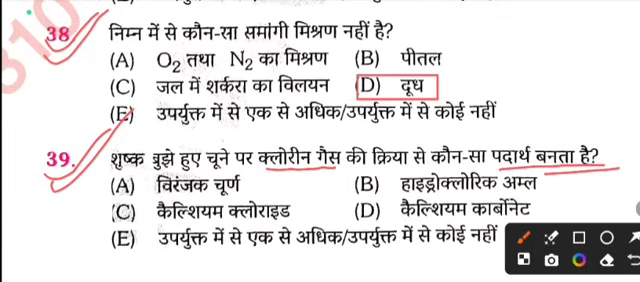 310
38. निम्न में से कौन-सा समांगी मिश्रण नहीं है?
(A) O₂ तथा N₂ का मिश्रण (B) पीतल
(C) जल में शर्करा का विलयन (D) दूध
(E) उपर्युक्त में से एक से अधिक/उपर्युक्त में से कोई नहीं
39. शुष्क बुझे हुए चूने पर क्लोरीन गैस की क्रिया से कौन-सा पदार्थ बनता है?
(A) विरंजक चूर्ण (B) हाइड्रोक्लोरिक अम्ल
(C) कैल्शियम क्लोराइड (D) कैल्शियम कार्बोनेट
(E) उपर्युक्त में से एक से अधिक/उपर्युक्त में से कोई नहीं